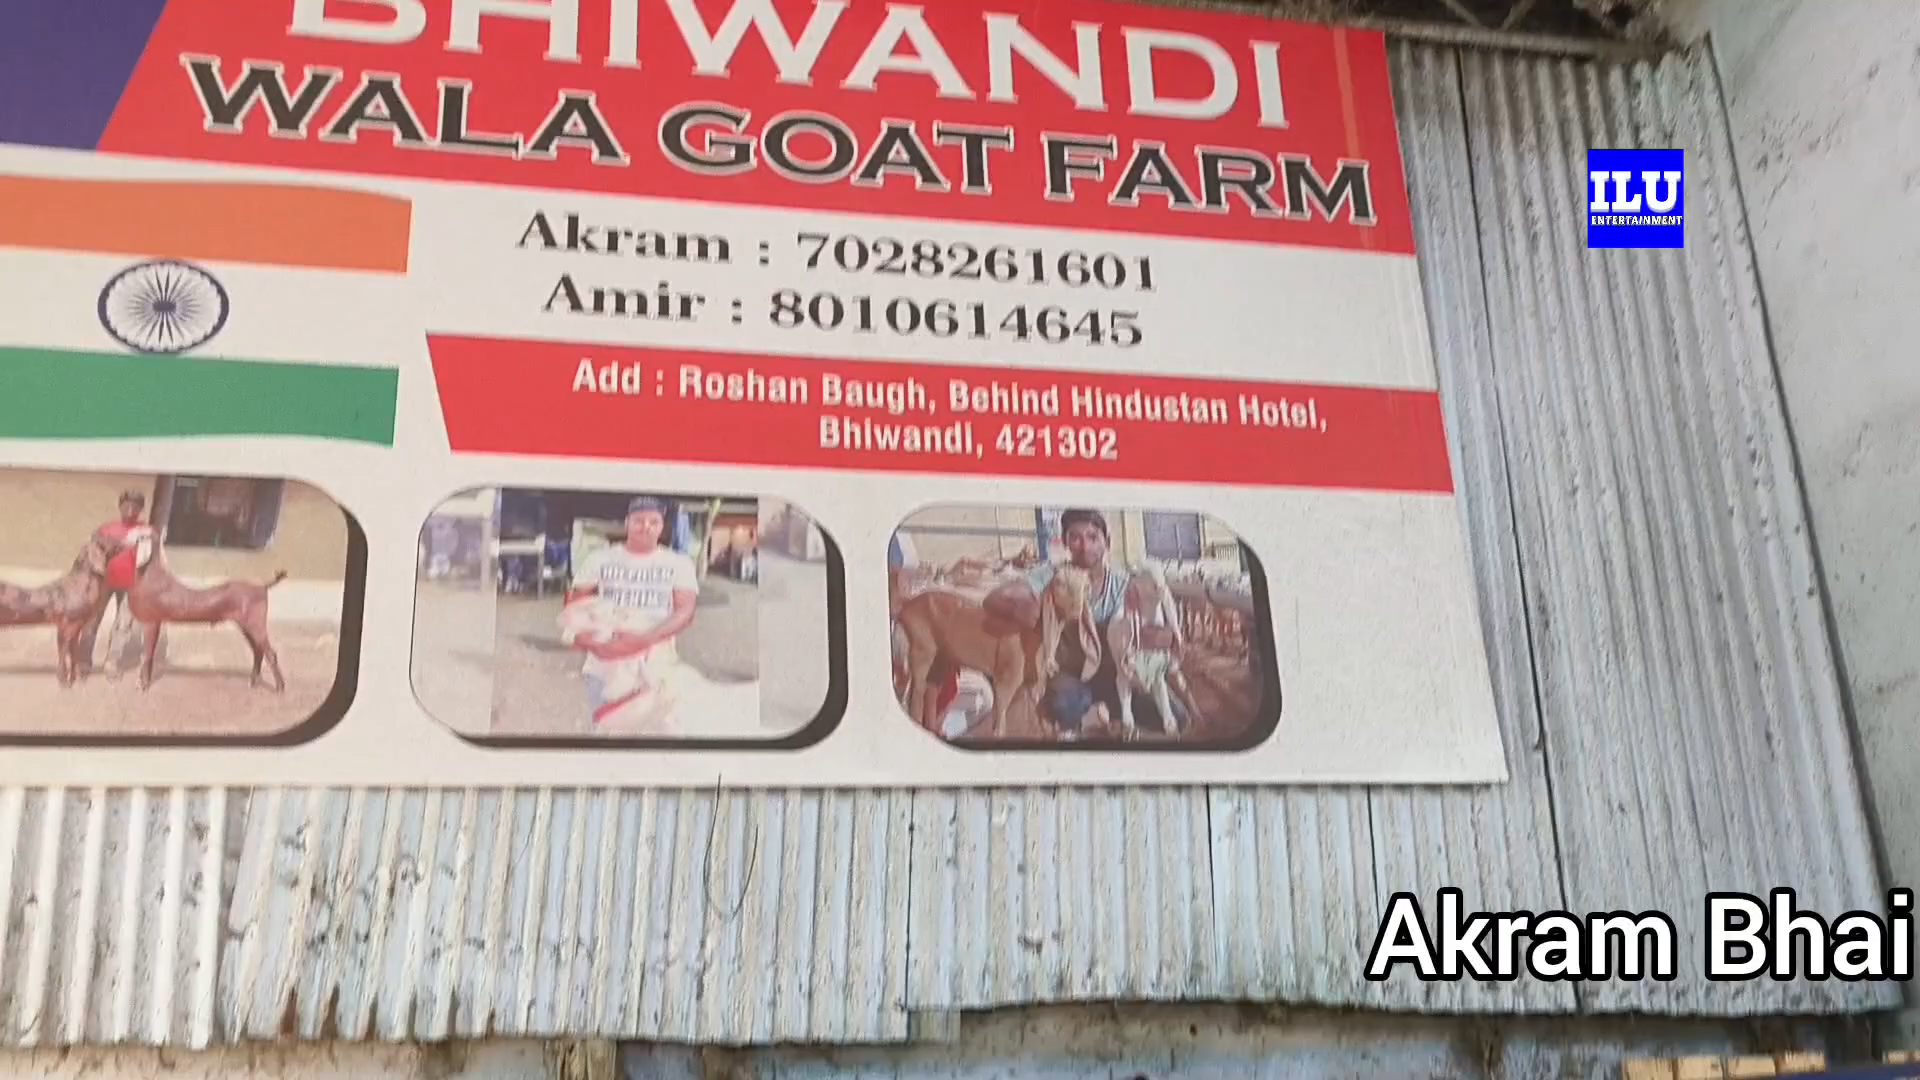 BHIWANDI
WALA GOAT FARM
Akram : 7028261601
Amir : 8010614645
Add : Roshan Baugh, Behind Hindustan Hotel,
Bhiwandi, 421302
ILU
ENTERTAINMENT
Akram Bhai